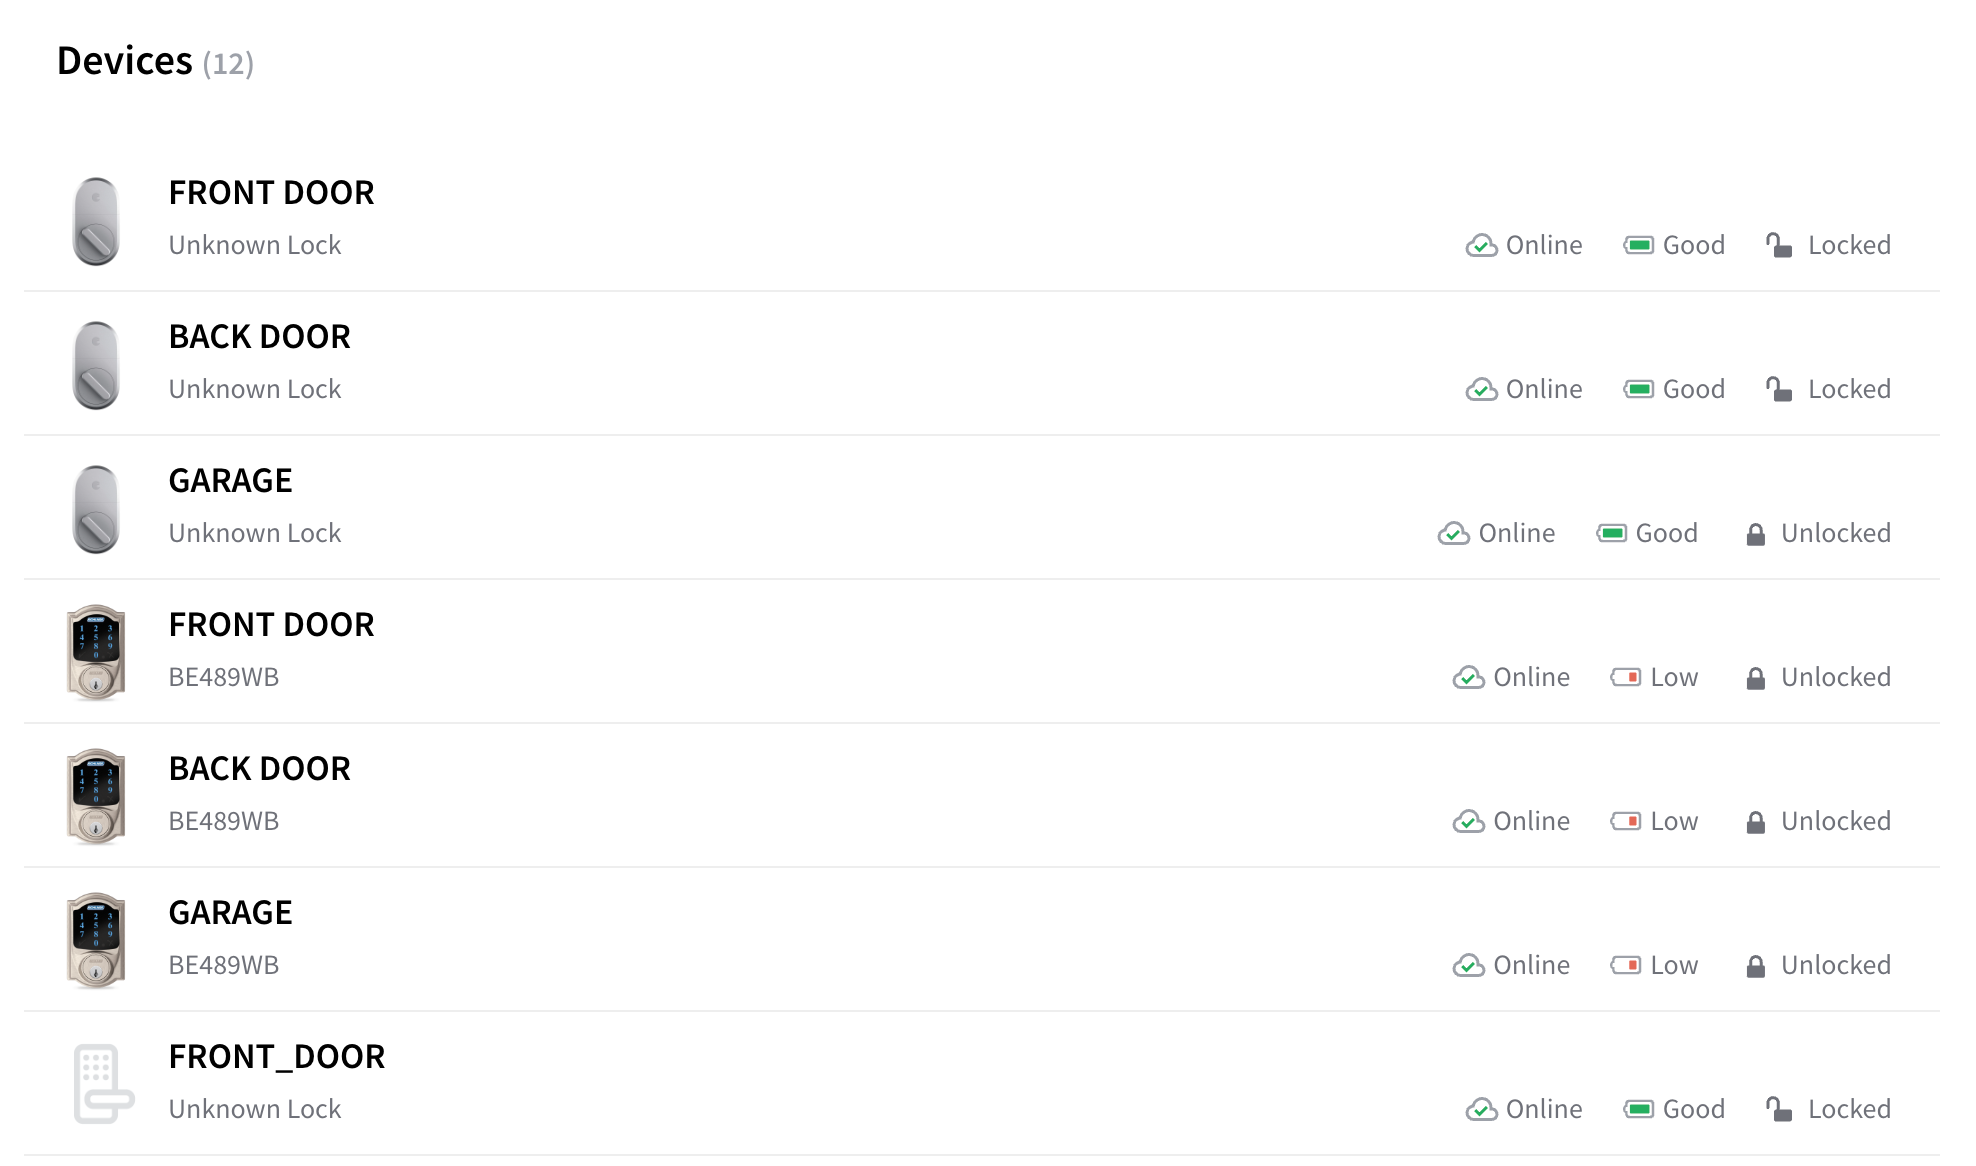 Devices (12)
FRONT DOOR
Unknown Lock
Online Good Locked
BACK DOOR
Unknown Lock
Online Good Locked
GARAGE
Unknown Lock
Online Good Unlocked
FRONT DOOR
BE489WB
Online Low Unlocked
BACK DOOR
BE489WB
Online Low Unlocked
GARAGE
BE489WB
Online Low Unlocked
FRONT_DOOR
Unknown Lock
Online Good Locked